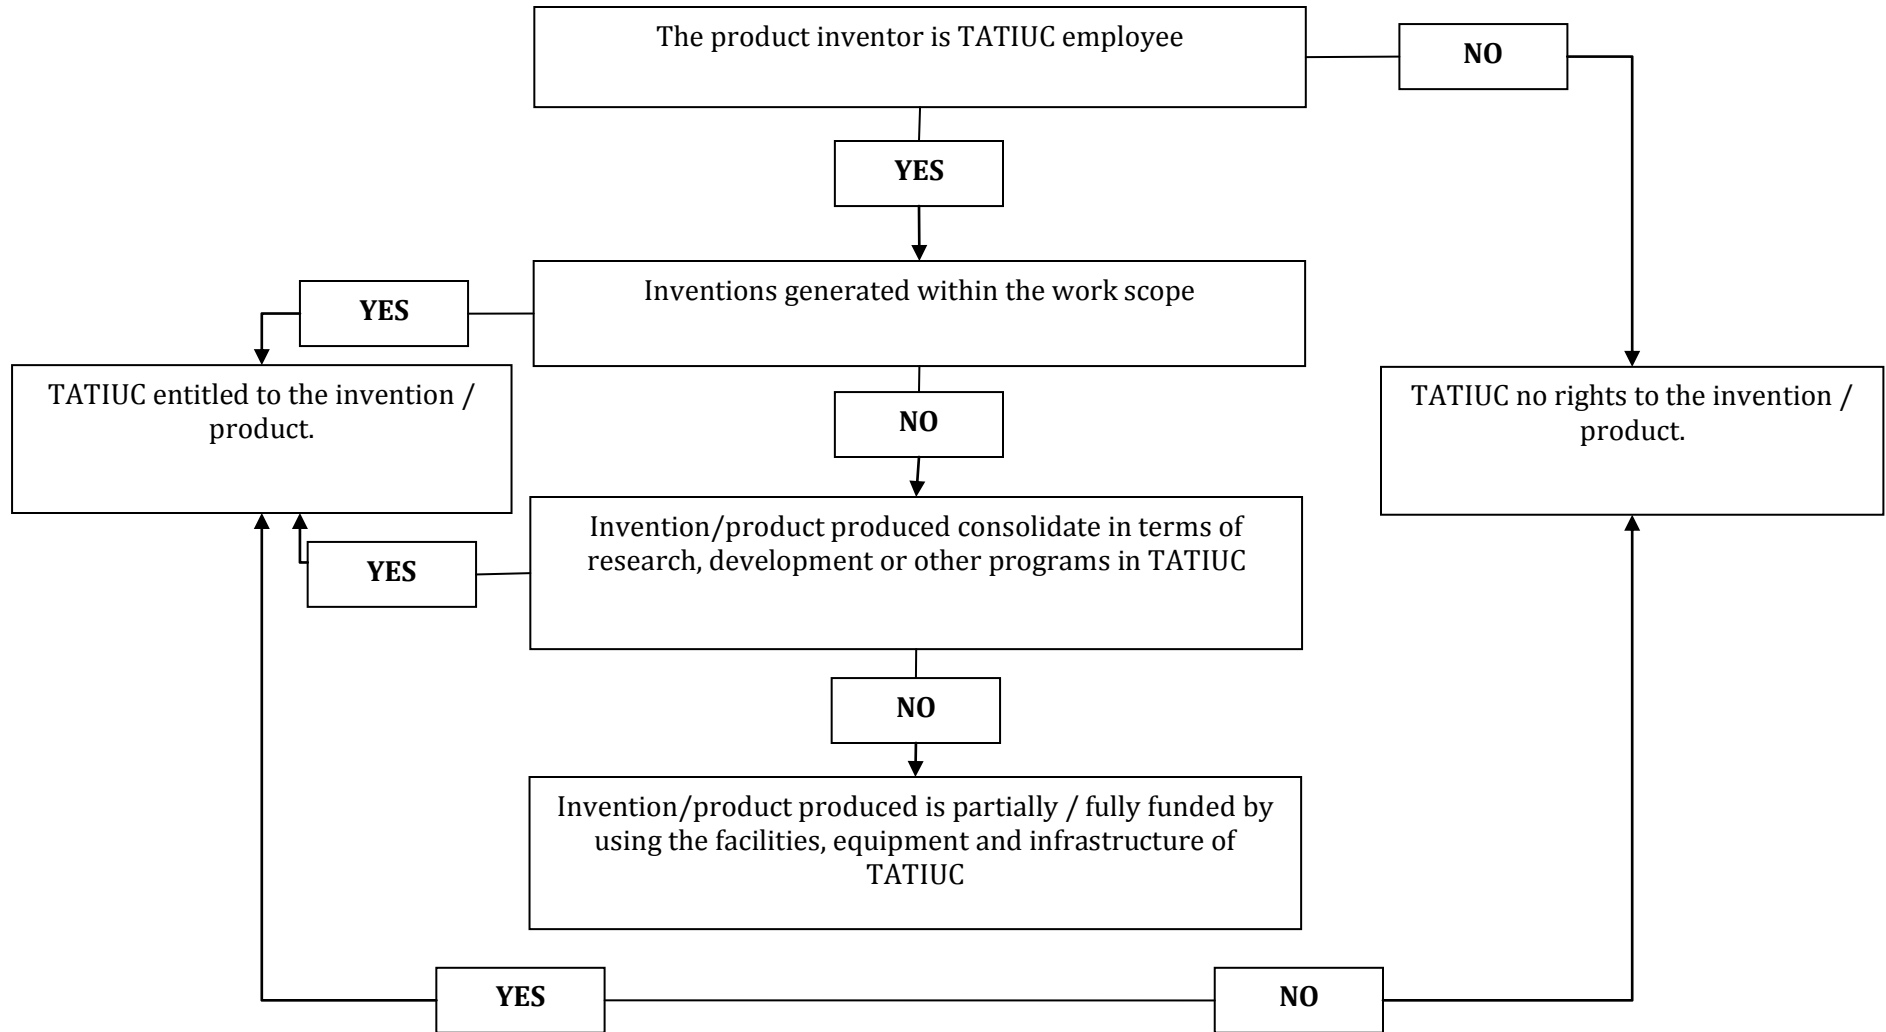 The product inventor is TATIUC employee
NO
YES
Inventions generated within the work scope
YES
TATIUC entitled to the invention /
product.
TATIUC no rights to the invention /
product.
NO
Invention/product produced consolidate in terms of
research, development or other programs in TATIUC
YES
NO
Invention/product produced is partially / fully funded by
using the facilities, equipment and infrastructure of
TATIUC
YES
NO